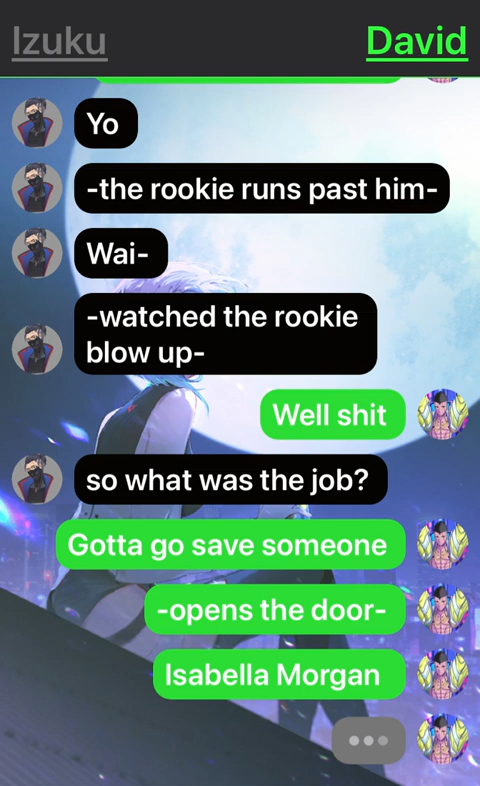 Izuku
David
Yo
-the rookie runs past him-
Wai-
-watched the rookie
blow up-
Well shit
so what was the job?
Gotta go save someone
-opens the door-
Isabella Morgan